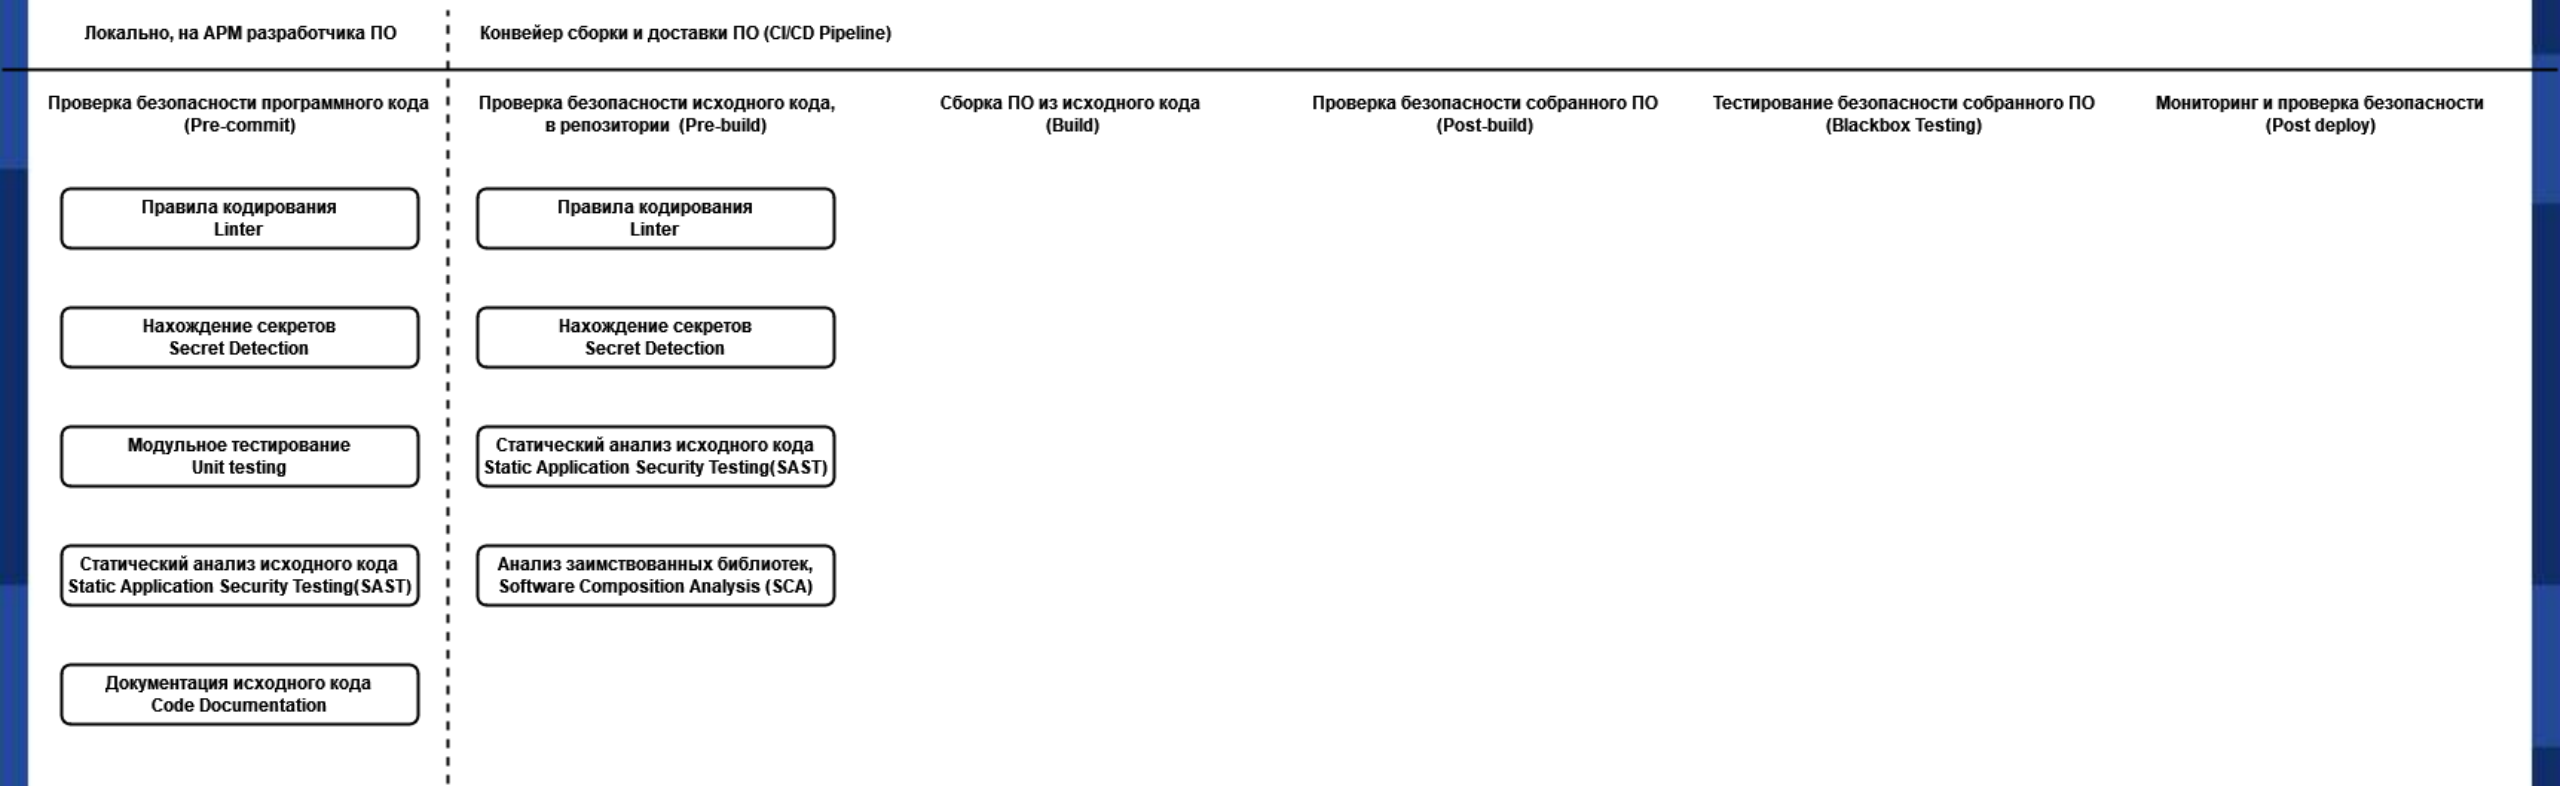 Локально, на АРМ разработчика ПО
Конвейер сборки и доставки ПО (CI/CD Pipeline)
Проверка безопасности программного кода
(Pre-commit)
Проверка безопасности исходного кода,
в репозитории (Pre-build)
Сборка ПО из исходного кода
(Build)
Проверка безопасности собранного ПО
(Post-build)
Тестирование безопасности собранного ПО
(Blackbox Testing)
Мониторинг и проверка безопасности
(Post deploy)
Правила кодирования
Linter
Нахождение секретов
Secret Detection
Модульное тестирование
Unit testing
Статический анализ исходного кода
Static Application Security Testing(SAST)
Документация исходного кода
Code Documentation
Правила кодирования
Linter
Нахождение секретов
Secret Detection
Статический анализ исходного кода
Static Application Security Testing(SAST)
Анализ заимствованных библиотек,
Software Composition Analysis (SCA)